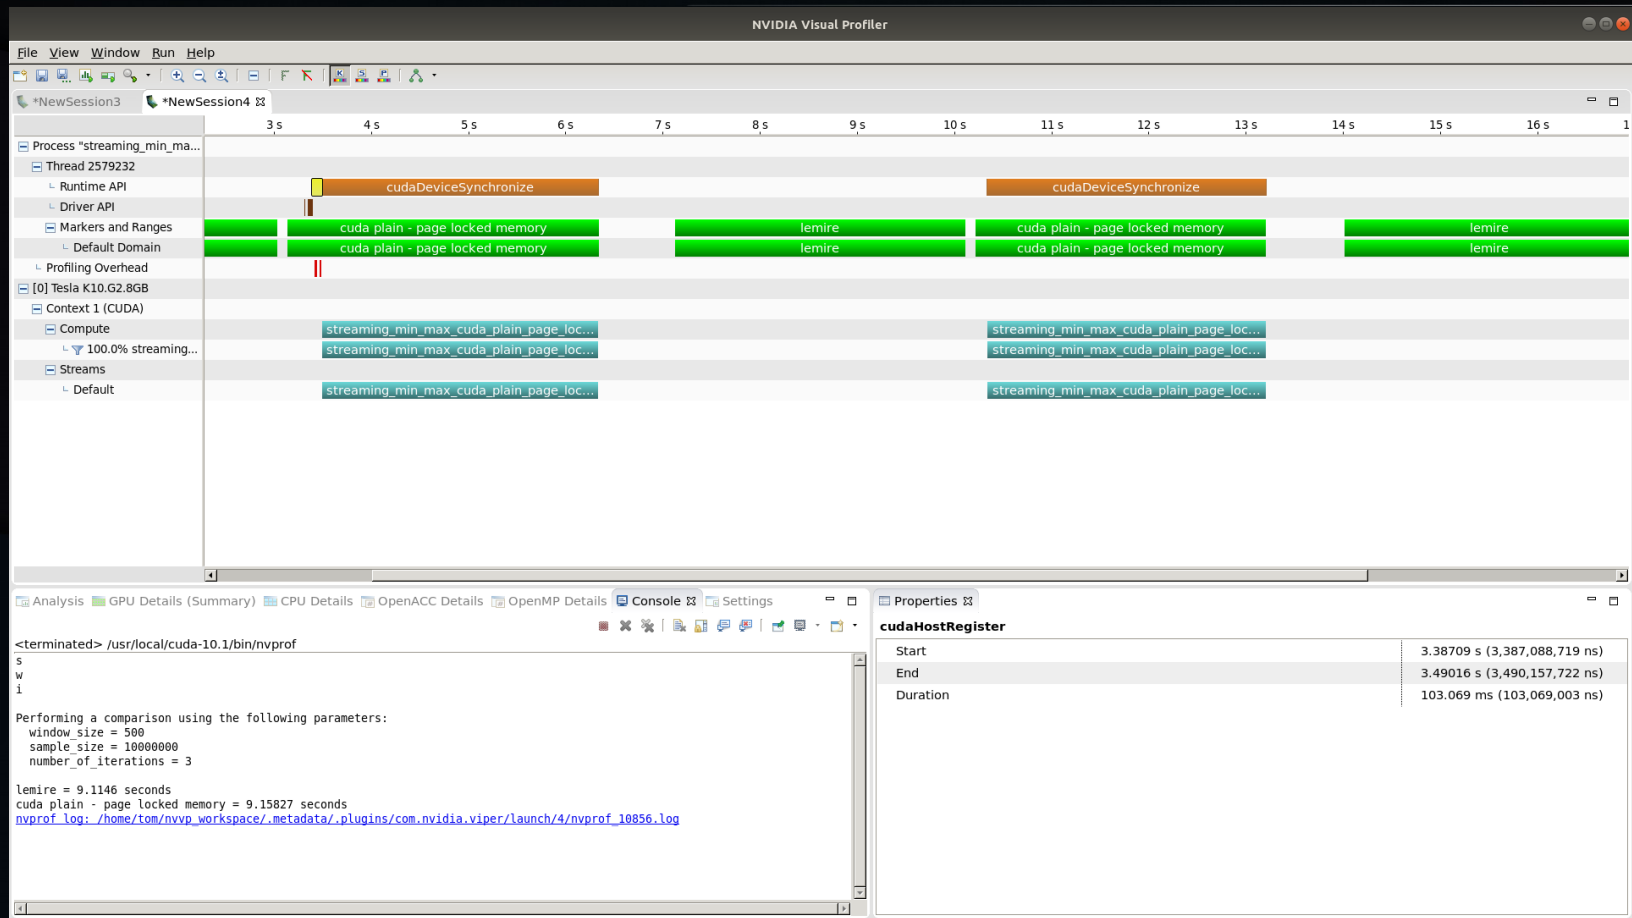 NVIDIA Visual Profiler
File View Window Run Help
*NewSession3 *NewSession4
3 s 4 s 5 s 6 s 7 s 8 s 9 s 10 s 11 s 12 s 13 s 14 s 15 s 16 s 1
Process "streaming_min_ma...
Thread 2579232
Runtime API cudaDeviceSynchronize cudaDeviceSynchronize
Driver API
Markers and Ranges cuda plain - page locked memory lemire cuda plain - page locked memory lemire
Default Domain cuda plain - page locked memory lemire cuda plain - page locked memory lemire
Profiling Overhead
[0] Tesla K10.G2.8GB
Context 1 (CUDA)
Compute streaming_min_max_cuda_plain_page_loc... streaming_min_max_cuda_plain_page_loc...
100.0% streaming... streaming_min_max_cuda_plain_page_loc... streaming_min_max_cuda_plain_page_loc...
Streams
Default streaming_min_max_cuda_plain_page_loc... streaming_min_max_cuda_plain_page_loc...
Analysis GPU Details (Summary) CPU Details OpenACC Details OpenMP Details Console Settings
<terminated> /usr/local/cuda-10.1/bin/nvprof
s
w
i
Performing a comparison using the following parameters:
window_size = 500
sample_size = 10000000
number_of_iterations = 3
lemire = 9.1146 seconds
cuda plain - page locked memory = 9.15827 seconds
nvprof log: /home/tom/nvvp_workspace/.metadata/.plugins/com.nvidia.viper/launch/4/nvprof_10856.log
Properties
cudaHostRegister
Start 3.38709 s (3,387,088,719 ns)
End 3.49016 s (3,490,157,722 ns)
Duration 103.069 ms (103,069,003 ns)